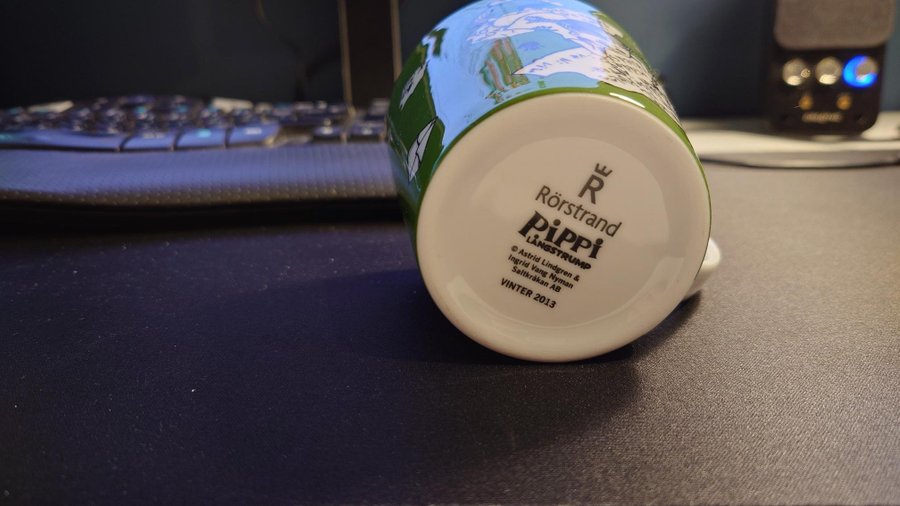 R
Rörstrand
PIPPI
LÅNGSTRUMP
© Astrid Lindgren &
Ingrid Vang Nyman
Saltkråkan AB
VINTER 2013